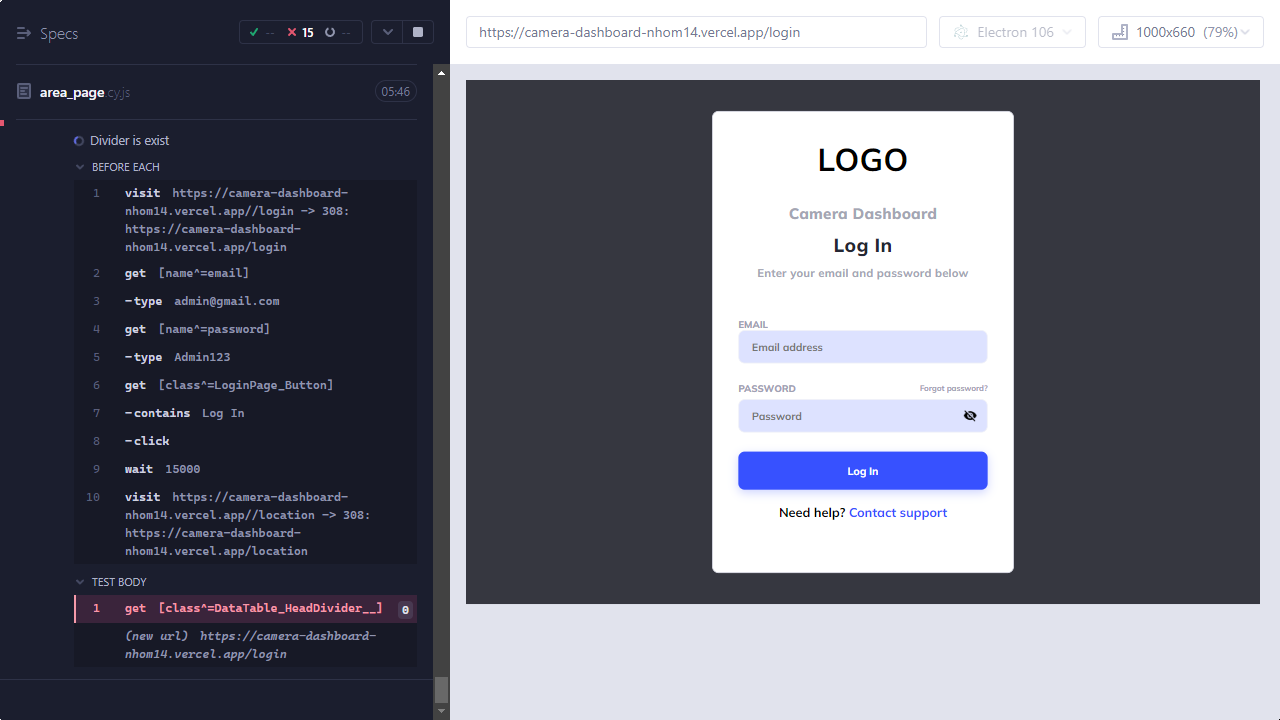 Specs
--
15
--
https://camera-dashboard-nhom14.vercel.app/login
Electron 106
1000x660 (79%)
area_page.cy.js
05:46
Divider is exist
BEFORE EACH
1 visit https://camera-dashboard-
nhom14.vercel.app//login -> 308:
https://camera-dashboard-
nhom14.vercel.app/login
2 get [name^=email]
3 -type admin@gmail.com
4 get [name^=password]
5 -type Admin123
6 get [class^=LoginPage_Button]
7 -contains Log In
8 -click
9 wait 15000
10 visit https://camera-dashboard-
nhom14.vercel.app//location -> 308:
https://camera-dashboard-
nhom14.vercel.app/location
TEST BODY
1 get [class^=DataTable_HeadDivider__] 0
(new url) https://camera-dashboard-
nhom14.vercel.app/login
LOGO
Camera Dashboard
Log In
Enter your email and password below
EMAIL
Email address
PASSWORD
Forgot password?
Password
Log In
Need help? Contact support